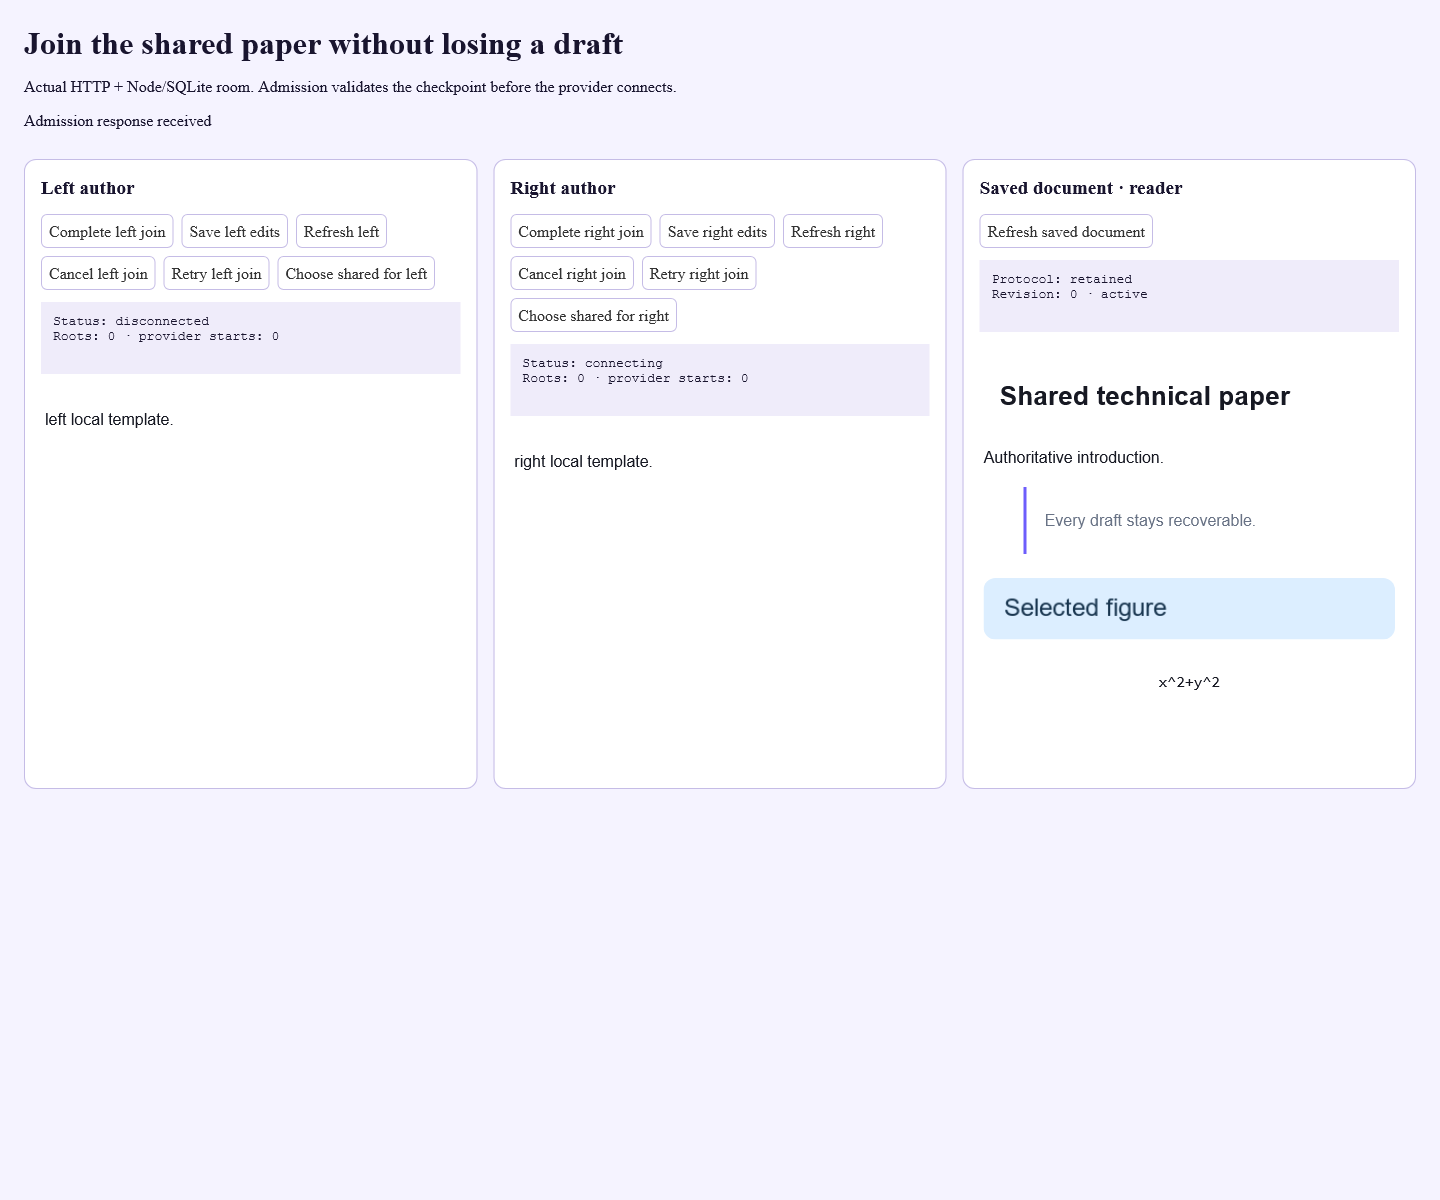 Join the shared paper without losing a draft
Actual HTTP + Node/SQLite room. Admission validates the checkpoint before the provider connects.
Admission response received
Left author
Complete left join
Save left edits
Refresh left
Cancel left join
Retry left join
Choose shared for left
Status: disconnected
Roots: 0 · provider starts: 0
left local template.
Right author
Complete right join
Save right edits
Refresh right
Cancel right join
Retry right join
Choose shared for right
Status: connecting
Roots: 0 · provider starts: 0
right local template.
Saved document · reader
Refresh saved document
Protocol: retained
Revision: 0 · active
Shared technical paper
Authoritative introduction.
Every draft stays recoverable.
Selected figure
x^2+y^2